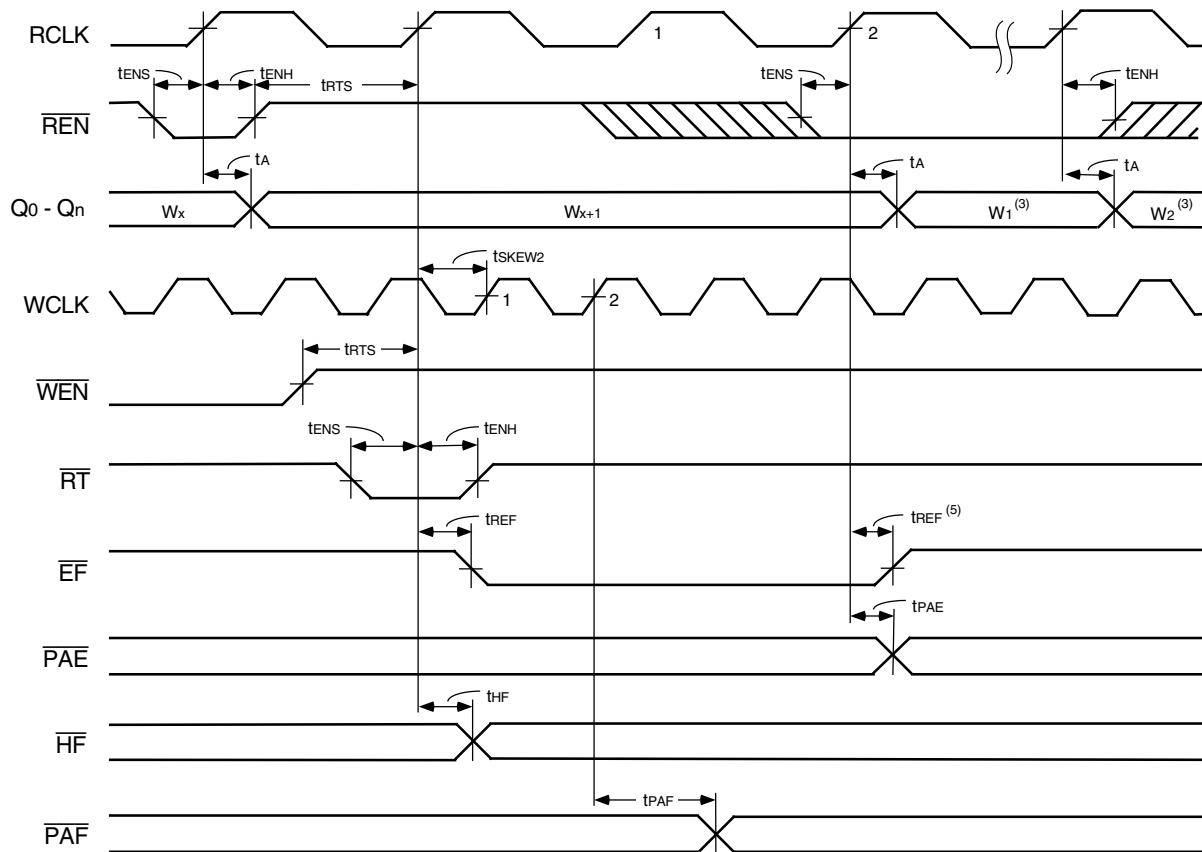 RCLK
1
2
tENS
tENH
tRTS
tENS
tENH
REN
tA
tA
tA
Q0 - Qn
Wx
Wx+1
W1(3)
W2(3)
tSKEW2
WCLK
1
2
tRTS
WEN
tENS
tENH
RT
tREF
tREF(5)
EF
tPAE
PAE
tHF
HF
tPAF
PAF